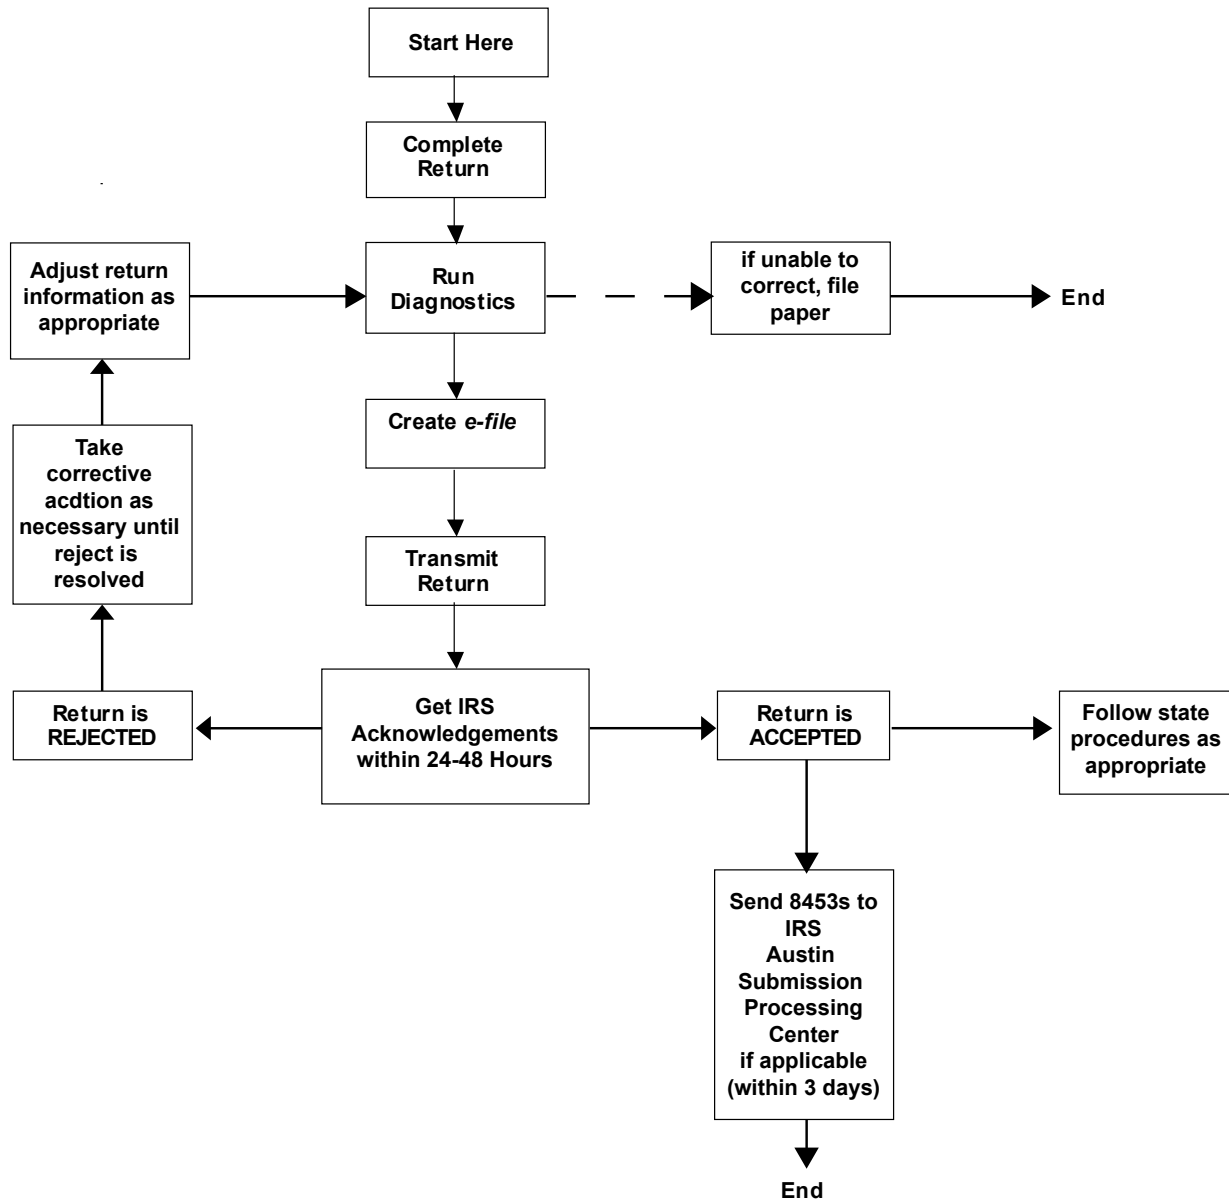 Start Here
Complete
Return
Adjust return
information as
appropriate
Run
Diagnostics
if unable to
correct, file
paper
End
Create e-file
Take
corrective
acdtion as
necessary until
reject is
resolved
Transmit
Return
Return is
REJECTED
Get IRS
Acknowledgements
within 24-48 Hours
Return is
ACCEPTED
Follow state
procedures as
appropriate
Send 8453s to
IRS
Austin
Submission
Processing
Center
if applicable
(within 3 days)
End